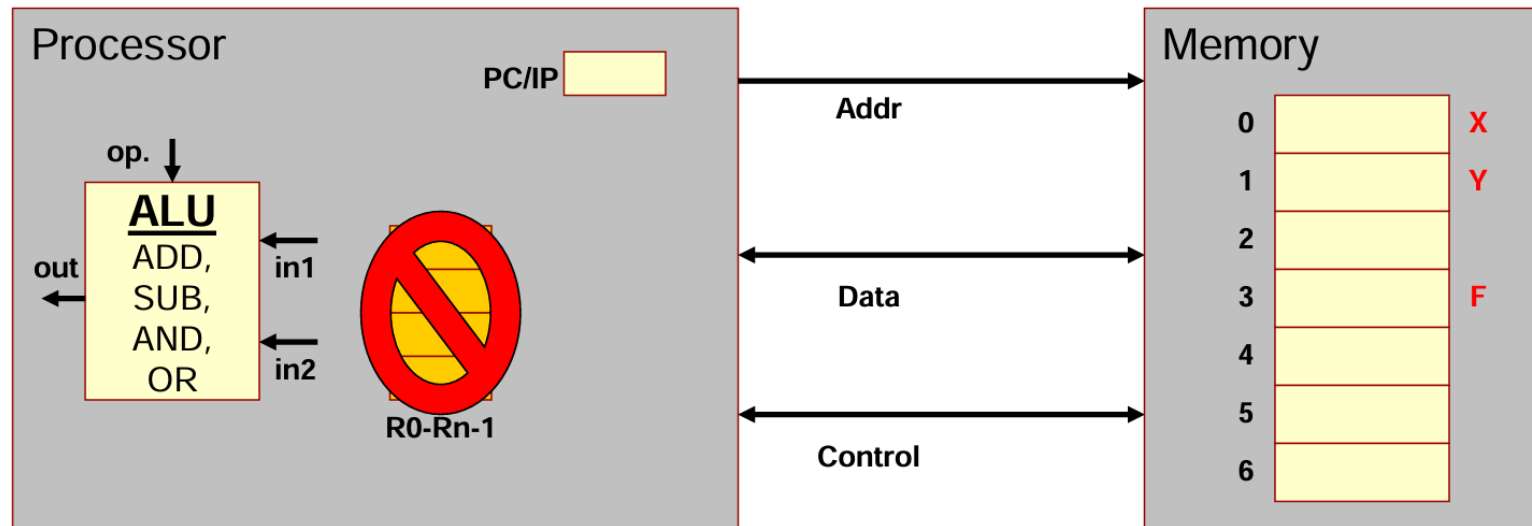 Processor
PC/IP
op.
ALU
ADD,
SUB,
AND,
OR
out
in1
in2
R0-Rn-1
Addr
Data
Control
Memory
0 X
1 Y
2
3 F
4
5
6